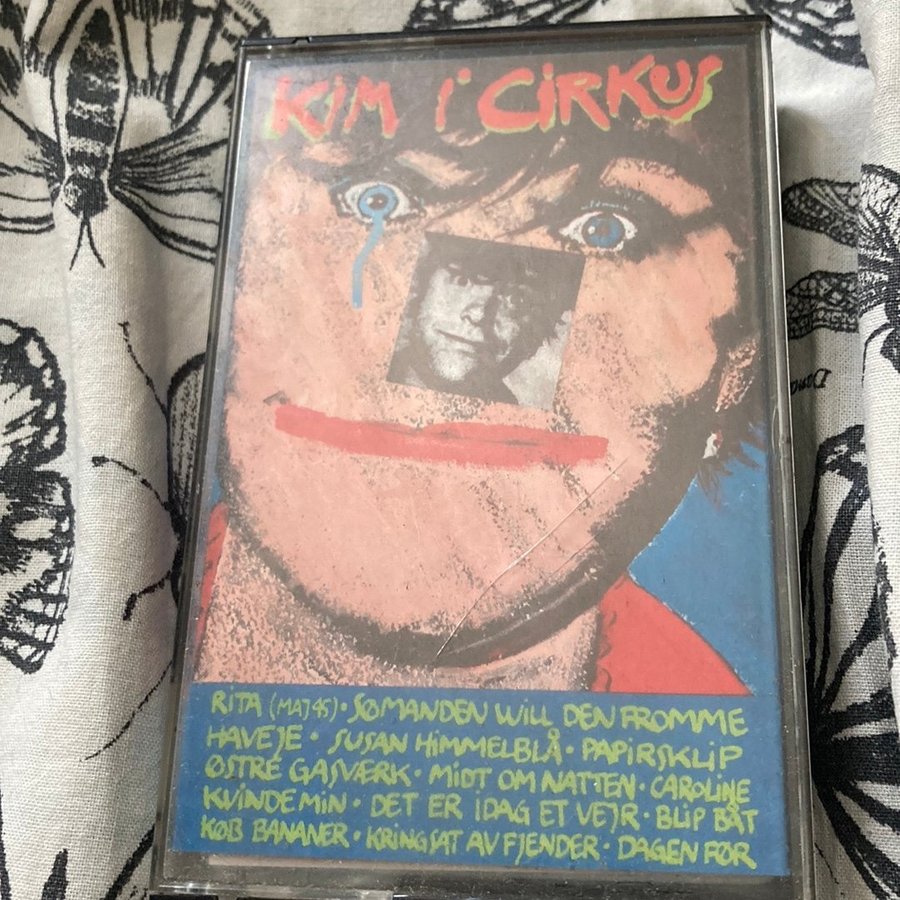 KIM I CIRKUS
RITA (MAJ 45) · SØMANDEN WILL DEN FROMME
HAVEJE · SUSAN HIMMELBLÅ · PAPIRSKLIP
ØSTRE GASVÆRK · MIDT OM NATTEN · CAROLINE
KVINDE MIN · DET ER IDAG ET VEJR · BLIP BÅT
KØB BANANER · KRINGSAT AV FJENDER · DAGEN FØR